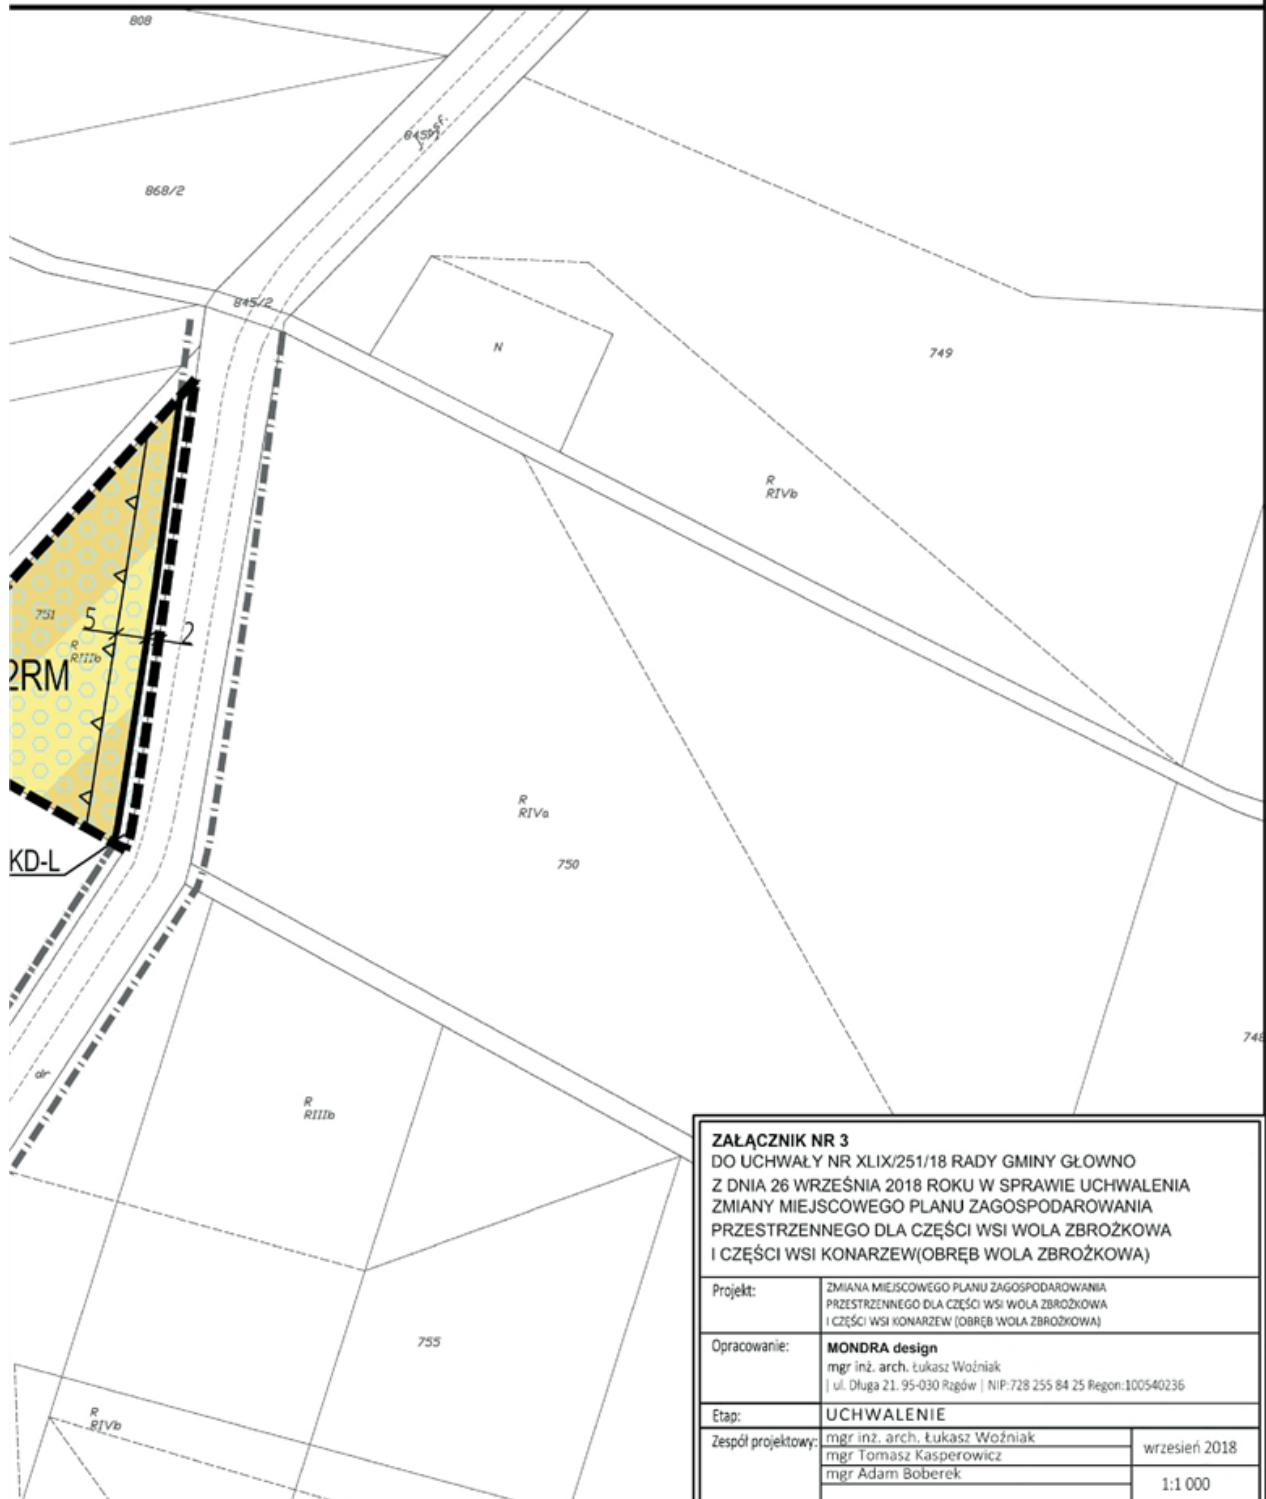 808
845/1
asf.
868/2
845/2
N
749
R
RIVb
751
5
2
R
RIIIb
2RM
R
RIVa
750
KD-L
748
dr
R
RIIIb
755
R
RIVb
ZAŁĄCZNIK NR 3
DO UCHWAŁY NR XLIX/251/18 RADY GMINY GŁOWNO
Z DNIA 26 WRZEŚNIA 2018 ROKU W SPRAWIE UCHWALENIA
ZMIANY MIEJSCOWEGO PLANU ZAGOSPODAROWANIA
PRZESTRZENNEGO DLA CZĘŚCI WSI WOLA ZBROŻKOWA
I CZĘŚCI WSI KONARZEW(OBRĘB WOLA ZBROŻKOWA)
Projekt:
ZMIANA MIEJSCOWEGO PLANU ZAGOSPODAROWANIA
PRZESTRZENNEGO DLA CZĘŚCI WSI WOLA ZBROŻKOWA
I CZĘŚCI WSI KONARZEW (OBRĘB WOLA ZBROŻKOWA)
Opracowanie:
MONDRA design
mgr inż. arch. Łukasz Woźniak
| ul. Długa 21. 95-030 Rzgów | NIP:728 255 84 25 Regon:100540236
Etap:
UCHWALENIE
Zespół projektowy:
mgr inż. arch. Łukasz Woźniak
mgr Tomasz Kasperowicz
mgr Adam Boberek
wrzesień 2018
1:1 000